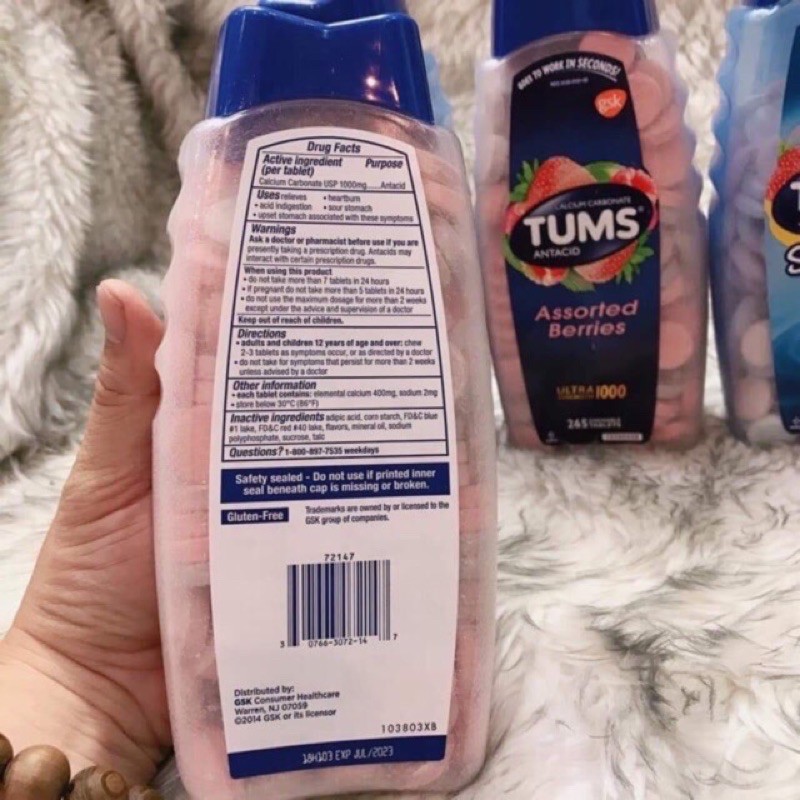 Drug Facts
Active ingredient Purpose
(per tablet)
Calcium Carbonate USP 1000mg......Antacid
Uses relieves • heartburn
• acid indigestion • sour stomach
• upset stomach associated with these symptoms
Warnings
Ask a doctor or pharmacist before use if you are
presently taking a prescription drug. Antacids may
interact with certain prescription drugs.
When using this product
• do not take more than 7 tablets in 24 hours
• if pregnant do not take more than 5 tablets in 24 hours
• do not use the maximum dosage for more than 2 weeks
except under the advice and supervision of a doctor
Keep out of reach of children.
Directions
• adults and children 12 years of age and over: chew
2-3 tablets as symptoms occur, or as directed by a doctor
• do not take for symptoms that persist for more than 2 weeks
unless advised by a doctor
Other information
• each tablet contains: elemental calcium 400mg, sodium 2mg
• store below 30°C (86°F)
Inactive ingredients adipic acid, corn starch, FD&C blue
#1 lake, FD&C red #40 lake, flavors, mineral oil, sodium
polyphosphate, sucrose, talc
Questions? 1-800-897-7535 weekdays
Safety sealed - Do not use if printed inner
seal beneath cap is missing or broken.
Gluten-Free
Trademarks are owned by or licensed to the
GSK group of companies.
72147
3 0766-3072-14 7
Distributed by:
GSK Consumer Healthcare
Warren, NJ 07059
©2014 GSK or its licensor
103803XB
18H103 EXP JUL/2023
GOES TO WORK IN SECONDS!
gsk
CALCIUM CARBONATE
TUMS
ANTACID
Assorted
Berries
ULTRA 1000
265
TABLETS
T
S